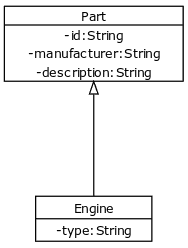 Part
-id:String
-manufacturer:String
-description:String
Engine
-type:String